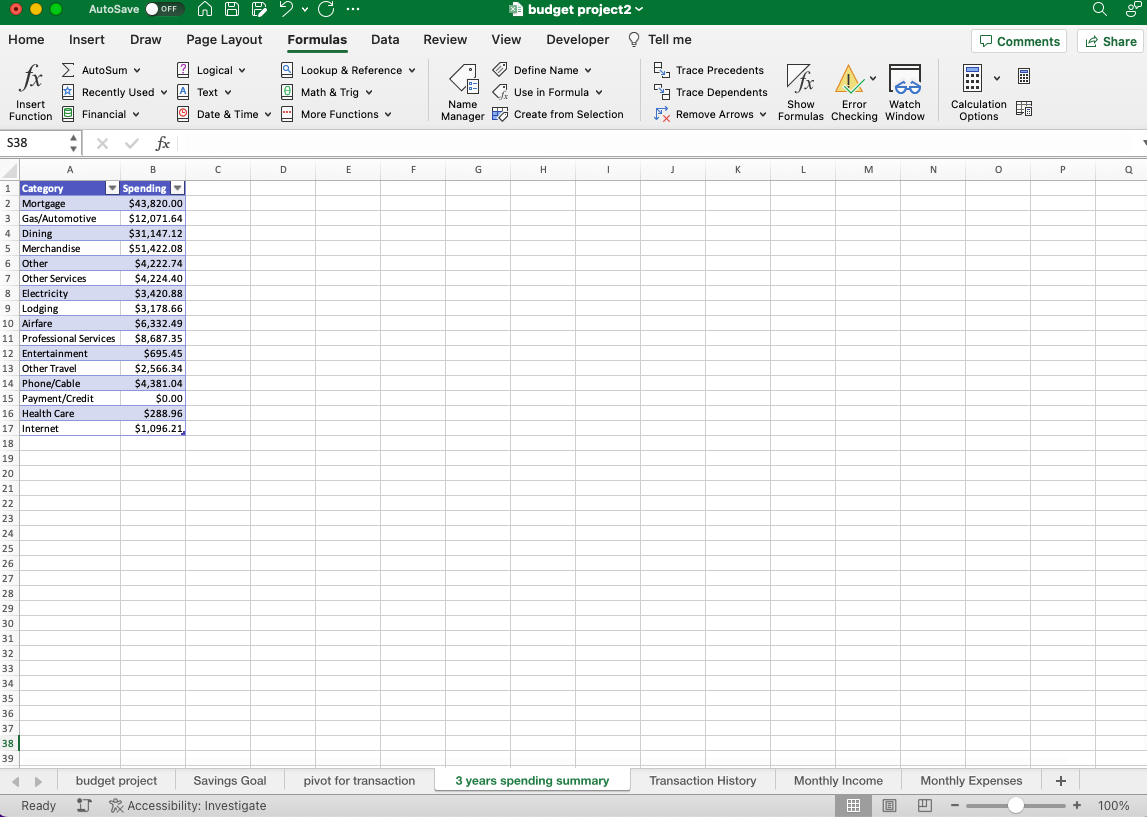 AutoSave OFF budget project2
Home Insert Draw Page Layout Formulas Data Review View Developer Tell me Comments Share
fx Insert Function
AutoSum
Recently Used
Financial
Logical
Text
Date & Time
Lookup & Reference
Math & Trig
More Functions
Name Manager
Define Name
Use in Formula
Create from Selection
Trace Precedents
Trace Dependents
Remove Arrows
fx Show Formulas
Error Checking
Watch Window
Calculation Options
S38 fx
A B C D E F G H I J K L M N O P Q
1 Category Spending
2 Mortgage $43,820.00
3 Gas/Automotive $12,071.64
4 Dining $31,147.12
5 Merchandise $51,422.08
6 Other $4,222.74
7 Other Services $4,224.40
8 Electricity $3,420.88
9 Lodging $3,178.66
10 Airfare $6,332.49
11 Professional Services $8,687.35
12 Entertainment $695.45
13 Other Travel $2,566.34
14 Phone/Cable $4,381.04
15 Payment/Credit $0.00
16 Health Care $288.96
17 Internet $1,096.21
18
19
20
21
22
23
24
25
26
27
28
29
30
31
32
33
34
35
36
37
38
39
budget project Savings Goal pivot for transaction 3 years spending summary Transaction History Monthly Income Monthly Expenses +
Ready Accessibility: Investigate 100%